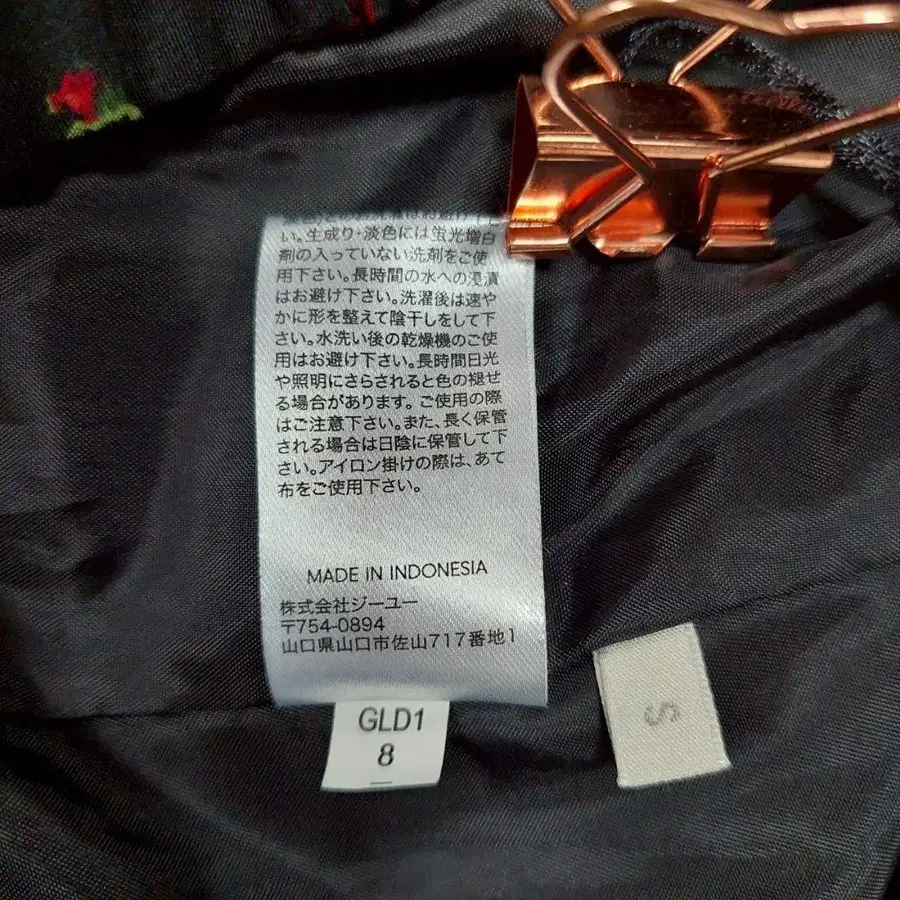 い。生成り・淡色には蛍光増白
剤の入っていない洗剤をご使
用下さい。長時間の水への浸漬
はお避け下さい。洗濯後は速や
かに形を整えて陰干しをして下
さい。水洗い後の乾燥機のご使
用はお避け下さい。長時間日光
や照明にさらされると色の褪せ
る場合があります。ご使用の際
はご注意下さい。また、長く保管
される場合は日陰に保管して下
さい。アイロン掛けの際は、あて
布をご使用下さい。
MADE IN INDONESIA
株式会社ジーユー
〒754-0894
山口県山口市佐山717番地1
GLD1
8
S